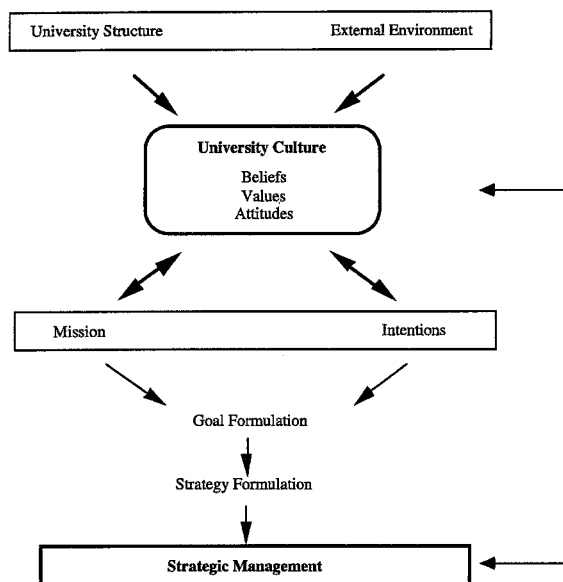 University Structure External Environment
University Culture
Beliefs
Values
Attitudes
Mission Intentions
Goal Formulation
Strategy Formulation
Strategic Management